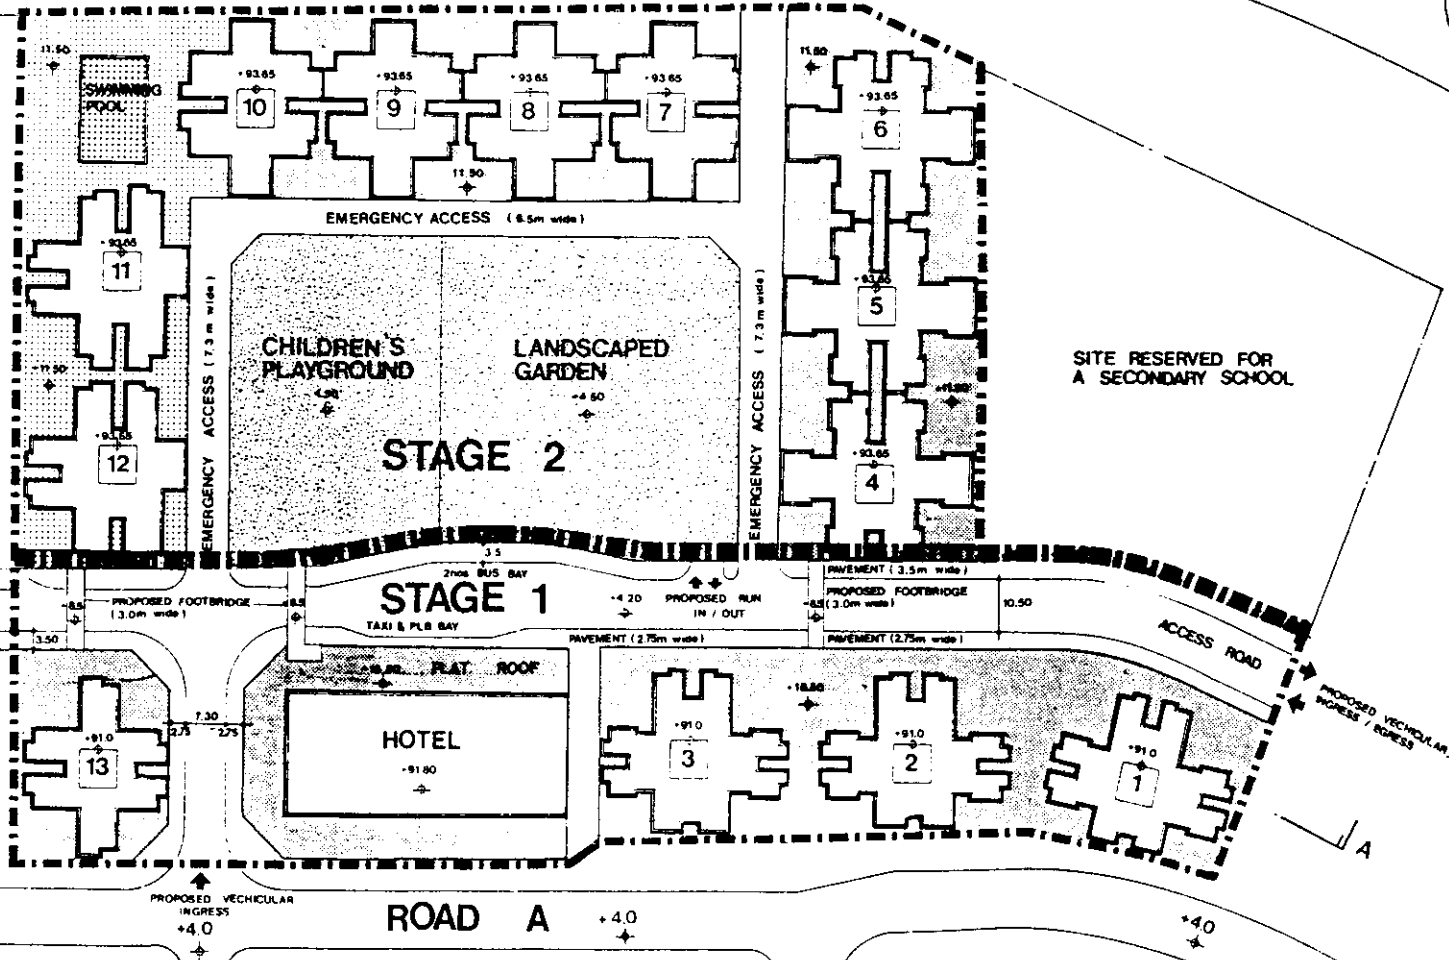 11.50
SWIMMING
POOL
+93.65
10
+93.65
9
+93.65
8
+93.65
7
11.50
+93.65
6
11.50
EMERGENCY ACCESS (6.5m wide)
+93.65
11
EMERGENCY ACCESS (7.3m wide)
CHILDREN'S
PLAYGROUND
LANDSCAPED
GARDEN
+4.50
STAGE 2
EMERGENCY ACCESS (7.3m wide)
5
SITE RESERVED FOR
A SECONDARY SCHOOL
+11.50
+93.65
12
+93.65
4
3.5
2nos BUS BAY
STAGE 1
TAXI & PLB BAY
PROPOSED FOOTBRIDGE
(3.0m wide)
3.50
+4.20
PROPOSED RUN
IN / OUT
PAVEMENT (2.75m wide)
PAVEMENT (3.5m wide)
PROPOSED FOOTBRIDGE
(3.0m wide)
10.50
PAVEMENT (2.75m wide)
ACCESS ROAD
PROPOSED VECHICULAR
INGRESS / EGRESS
FLAT ROOF
7.30
2.75
2.75
+91.0
13
HOTEL
+91.80
+91.0
3
+91.0
2
+91.0
1
A
PROPOSED VECHICULAR
INGRESS
+4.0
ROAD A
+4.0
+4.0